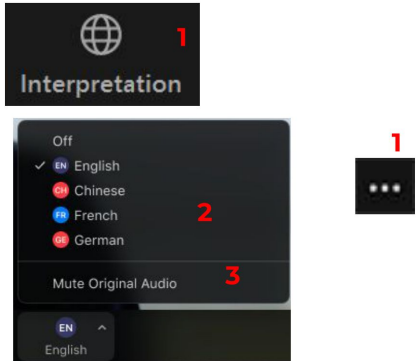 1
Interpretation
Off
✓ EN English
CH Chinese
FR French
GE German
2
Mute Original Audio
3
EN
English
1
...